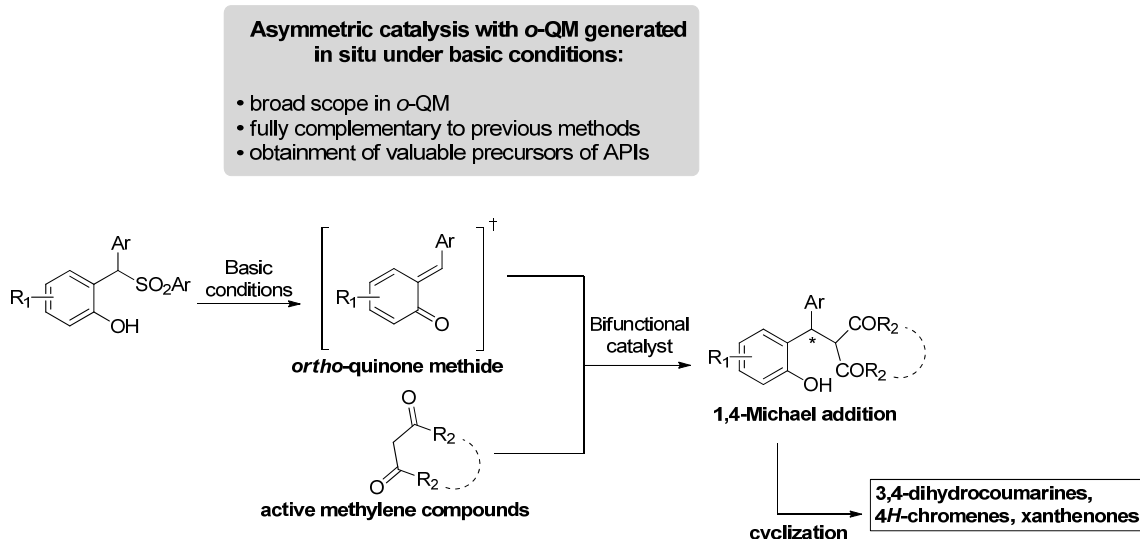 Asymmetric catalysis with o-QM generated
in situ under basic conditions:
• broad scope in o-QM
• fully complementary to previous methods
• obtainment of valuable precursors of APIs
Ar
SO2Ar
R1
OH
Basic
conditions
Ar
R1
O
†
ortho-quinone methide
O
R2
R2
O
active methylene compounds
Bifunctional
catalyst
Ar
COR2
*
R1
COR2
OH
1,4-Michael addition
cyclization
3,4-dihydrocoumarines,
4H-chromenes, xanthenones